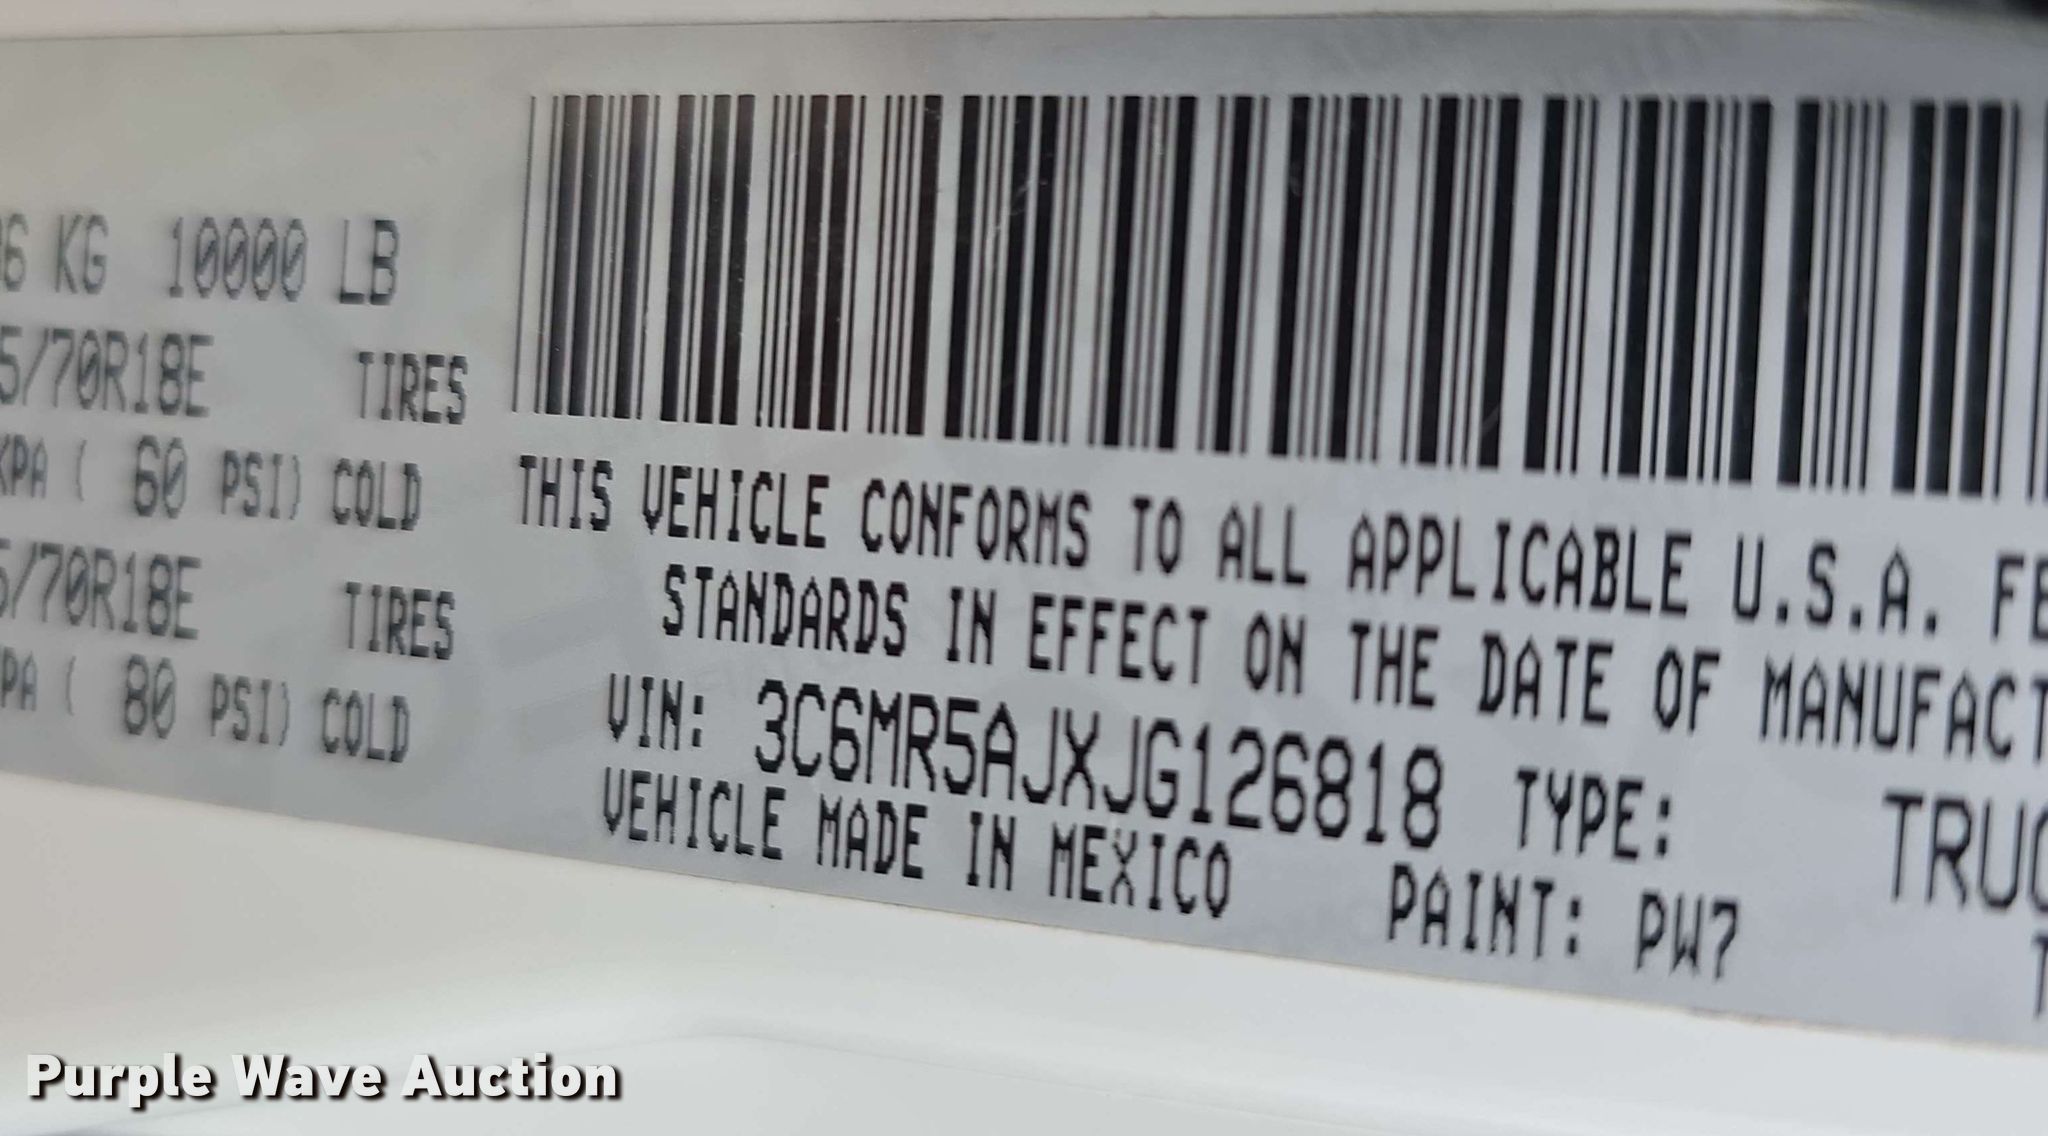 6 KG 10000 LB
5/70R18E TIRES
KPA ( 60 PSI) COLD
5/70R18E TIRES
PA ( 80 PSI) COLD
THIS VEHICLE CONFORMS TO ALL APPLICABLE U.S.A. FE
STANDARDS IN EFFECT ON THE DATE OF MANUFACT
VIN: 3C6MR5AJXJG126818 TYPE: TRUC
VEHICLE MADE IN MEXICO PAINT: PW7
Purple Wave Auction